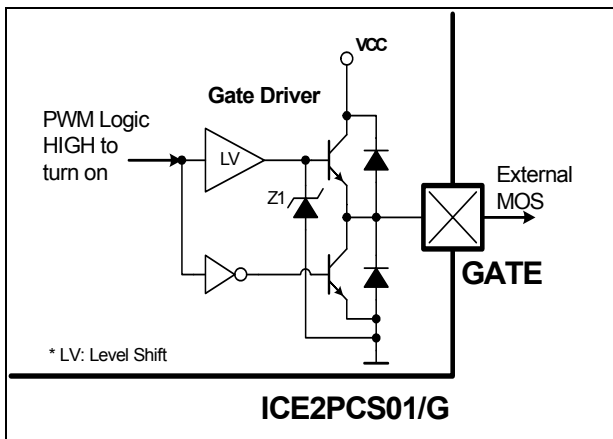 VCC
Gate Driver
PWM Logic
HIGH to
turn on
LV
Z1
External
MOS
GATE
* LV: Level Shift
ICE2PCS01/G